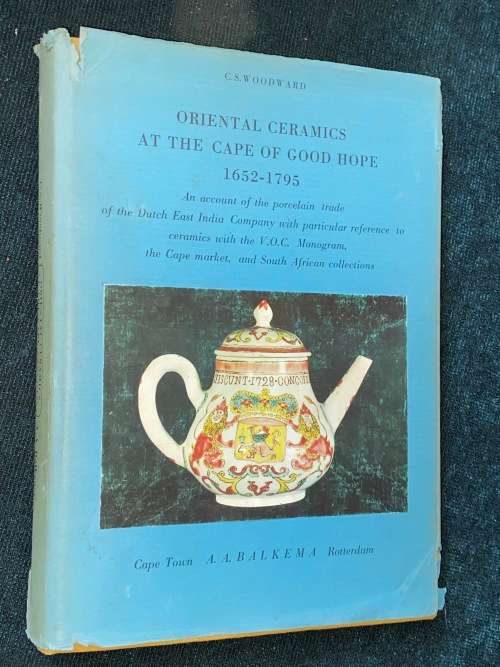 C.S. WOODWARD
ORIENTAL CERAMICS
AT THE CAPE OF GOOD HOPE
1652-1795
An account of the porcelain trade
of the Dutch East India Company with particular reference to
ceramics with the V.O.C. Monogram,
the Cape market, and South African collections
·1728·
Cape Town A. A. BALKEMA Rotterdam